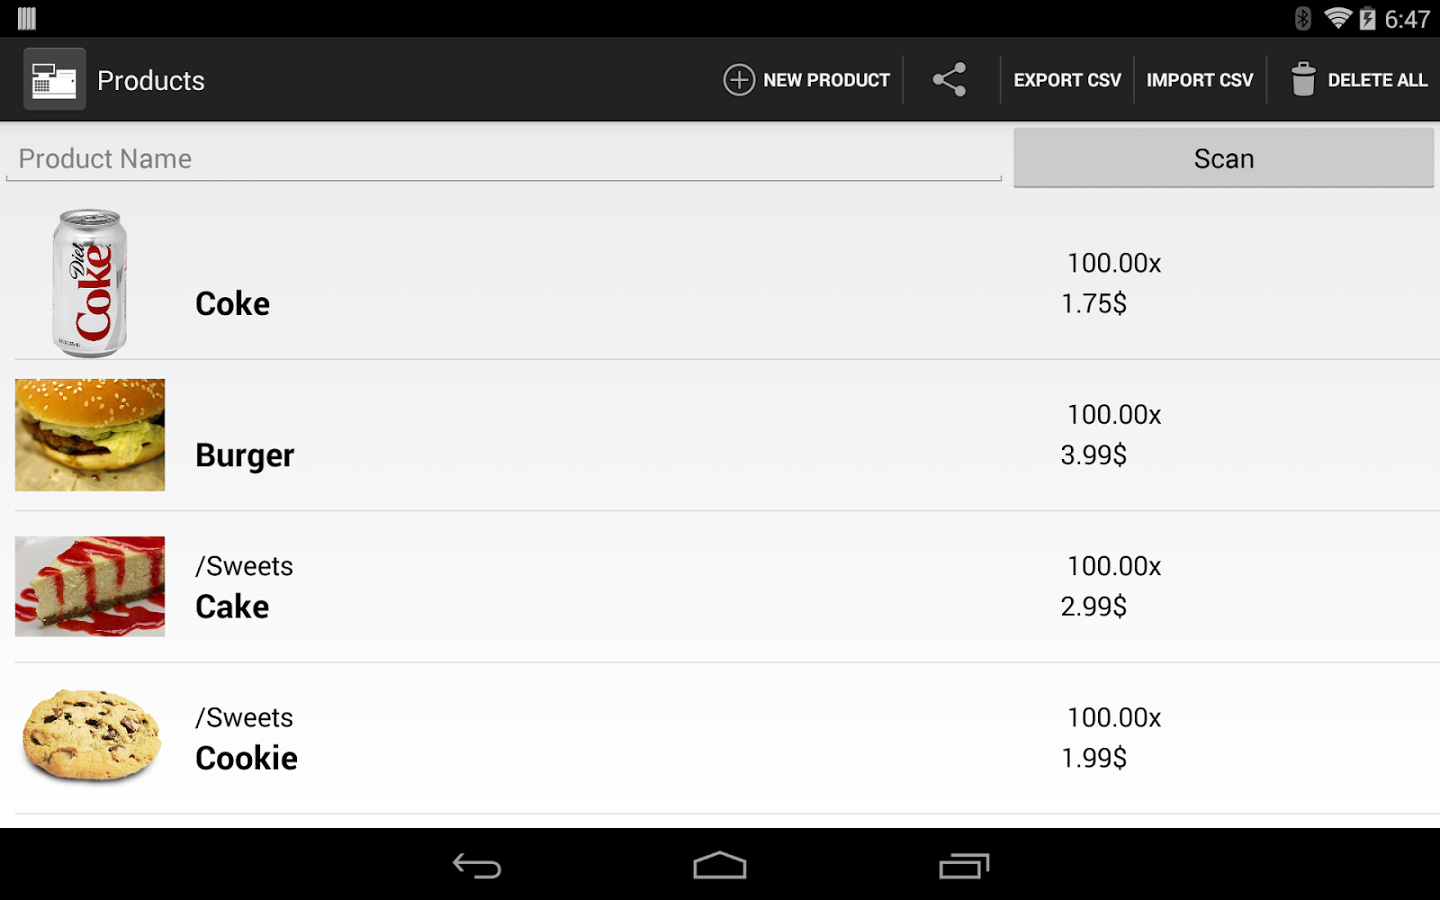 6:47
Products
NEW PRODUCT
EXPORT CSV
IMPORT CSV
DELETE ALL
Product Name
Scan
Diet
Coke
Coke
100.00x
1.75$
Burger
100.00x
3.99$
/Sweets
Cake
100.00x
2.99$
/Sweets
Cookie
100.00x
1.99$